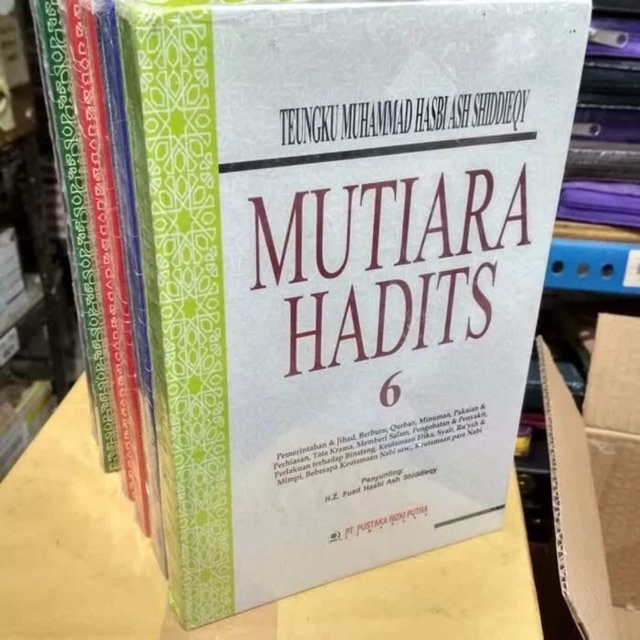 TEUNGKU MUHAMMAD HASBI ASH SHIDDIEQY
MUTIARA
HADITS
6
Pemerintahan & Jihad, Berburu, Qurban, Minuman, Pakaian &
Perhiasan, Tata Krama, Memberi Salam, Pengobatan & Penyakit,
Perlakuan terhadap Binatang, Keutamaan Etika, Syair, Ru'yah &
Mimpi, Beberapa Keutamaan Nabi saw., Keutamaan para Nabi
Penyunting:
H.Z. Fuad Hasbi Ash Shiddieqy
PT. PUSTAKA RIZKI PUTRA